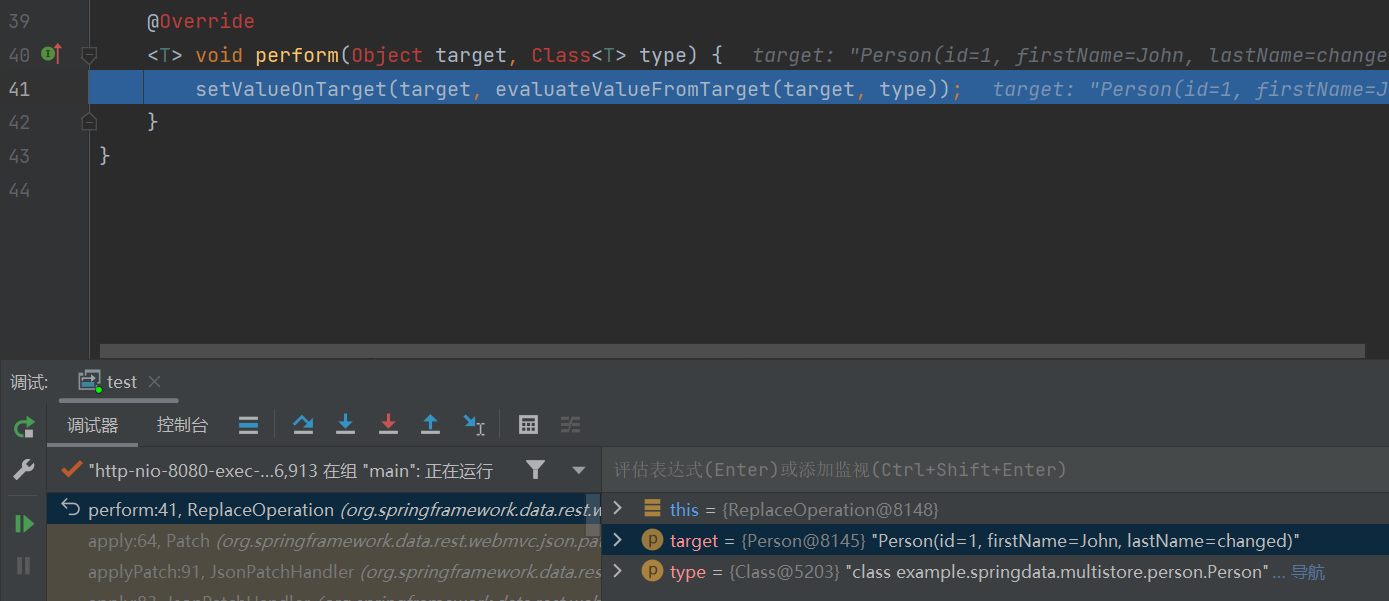 39 @Override
40 <T> void perform(Object target, Class<T> type) { target: "Person(id=1, firstName=John, lastName=change
41 setValueOnTarget(target, evaluateValueFromTarget(target, type)); target: "Person(id=1, firstName=J
42 }
43 }
44
调试: test
调试器 控制台
"http-nio-8080-exec-...6,913 在组 "main": 正在运行
评估表达式(Enter)或添加监视(Ctrl+Shift+Enter)
perform:41, ReplaceOperation (org.springframework.data.rest.w
this = {ReplaceOperation@8148}
apply:64, Patch (org.springframework.data.rest.webmvc.json.pat
target = {Person@8145} "Person(id=1, firstName=John, lastName=changed)"
applyPatch:91, JsonPatchHandler (org.springframework.data.res
type = {Class@5203} "class example.springdata.multistore.person.Person" ... 导航